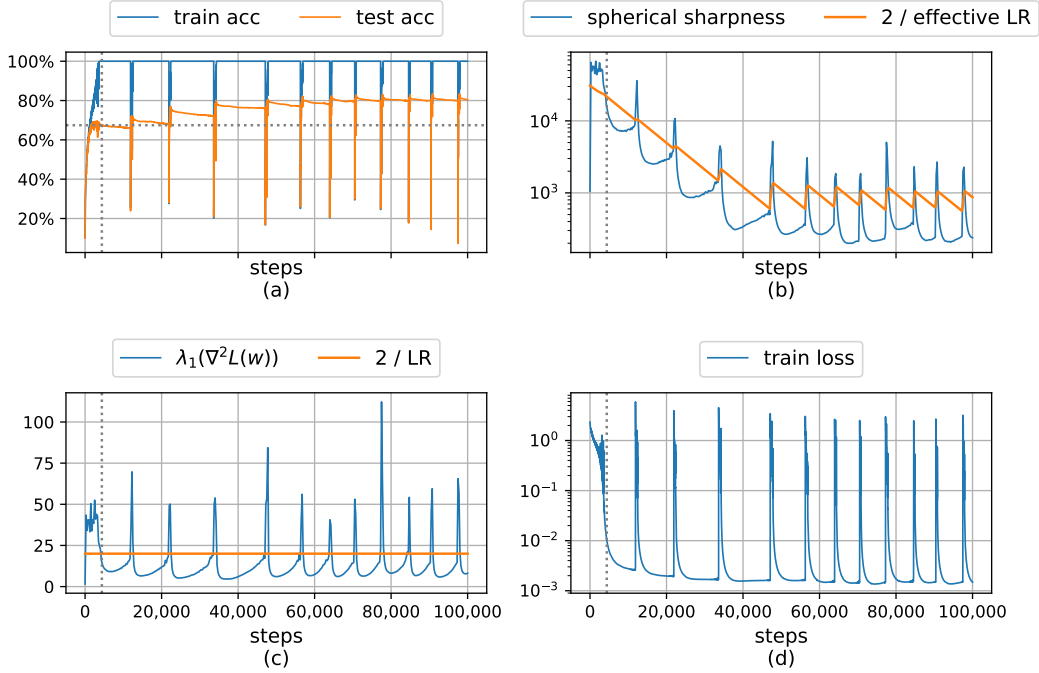 train acc test acc
100%
80%
60%
40%
20%
steps
(a)
spherical sharpness 2 / effective LR
10⁴
10³
steps
(b)
λ₁(∇²L(w)) 2 / LR
100
75
50
25
0
0 20,000 40,000 60,000 80,000 100,000
steps
(c)
train loss
10⁰
10⁻¹
10⁻²
10⁻³
0 20,000 40,000 60,000 80,000 100,000
steps
(d)